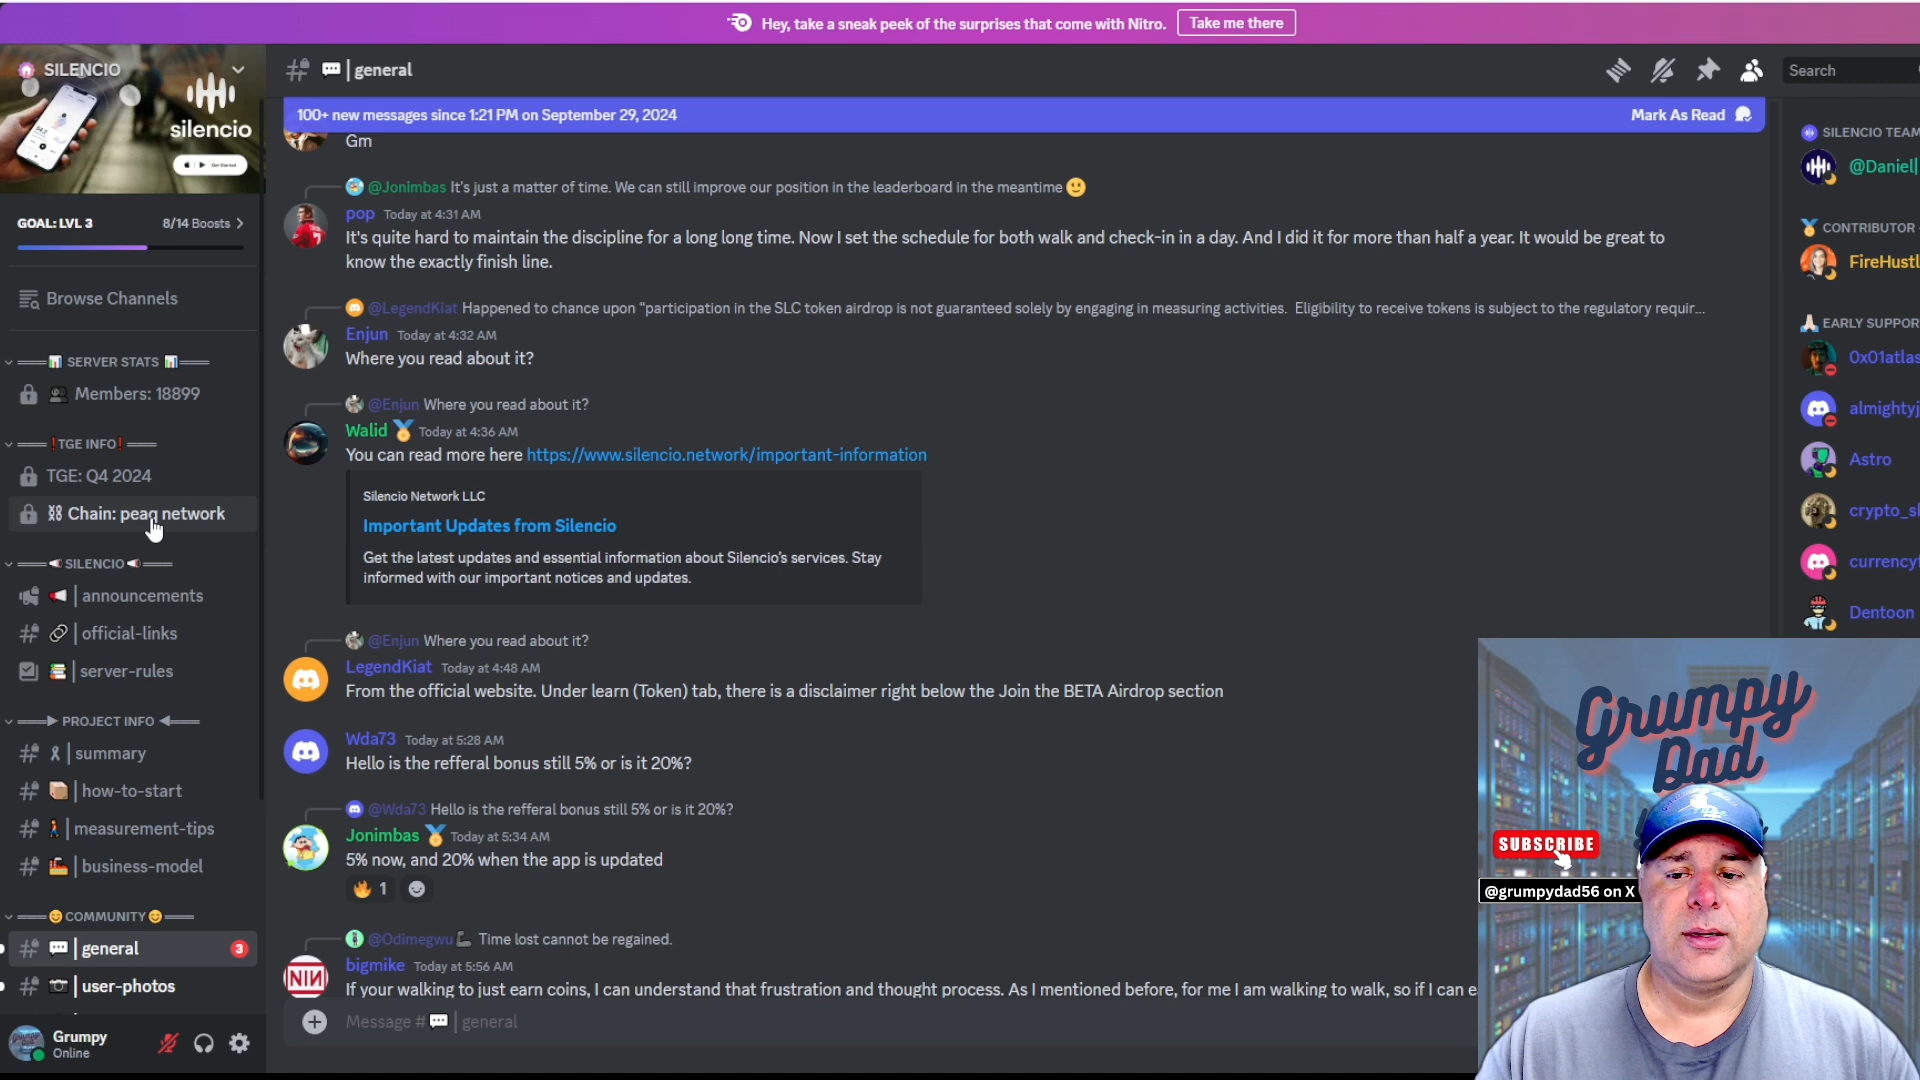 Hey, take a sneak peek of the surprises that come with Nitro. Take me there
SILENCIO
silencio
GOAL: LVL 3 8/14 Boosts
Browse Channels
SERVER STATS
Members: 18899
TGE INFO
TGE: Q4 2024
Chain: peaq network
SILENCIO
announcements
official-links
server-rules
PROJECT INFO
summary
how-to-start
measurement-tips
business-model
COMMUNITY
general 3
user-photos
Grumpy
Online
general
Search
100+ new messages since 1:21 PM on September 29, 2024 Mark As Read
Gm
@Jonimbas It's just a matter of time. We can still improve our position in the leaderboard in the meantime
pop Today at 4:31 AM
It's quite hard to maintain the discipline for a long long time. Now I set the schedule for both walk and check-in in a day. And I did it for more than half a year. It would be great to
know the exactly finish line.
@LegendKiat Happened to chance upon "participation in the SLC token airdrop is not guaranteed solely by engaging in measuring activities. Eligibility to receive tokens is subject to the regulatory requir...
Enjun Today at 4:32 AM
Where you read about it?
@Enjun Where you read about it?
Walid Today at 4:36 AM
You can read more here https://www.silencio.network/important-information
Silencio Network LLC
Important Updates from Silencio
Get the latest updates and essential information about Silencio's services. Stay
informed with our important notices and updates.
@Enjun Where you read about it?
LegendKiat Today at 4:48 AM
From the official website. Under learn (Token) tab, there is a disclaimer right below the Join the BETA Airdrop section
Wda73 Today at 5:28 AM
Hello is the refferal bonus still 5% or is it 20%?
@Wda73 Hello is the refferal bonus still 5% or is it 20%?
Jonimbas Today at 5:34 AM
5% now, and 20% when the app is updated
1
@Odimegwu Time lost cannot be regained.
NIN
bigmike Today at 5:56 AM
If your walking to just earn coins, I can understand that frustration and thought process. As I mentioned before, for me I am walking to walk, so if I can e
Message # general
SILENCIO TEAM
@Daniel|
CONTRIBUTOR -
FireHustl
EARLY SUPPOR
0x01atlas
almightyj
Astro
crypto_sl
currencyf
Dentoon
Grumpy
Dad
SUBSCRIBE
@grumpydad56 on X